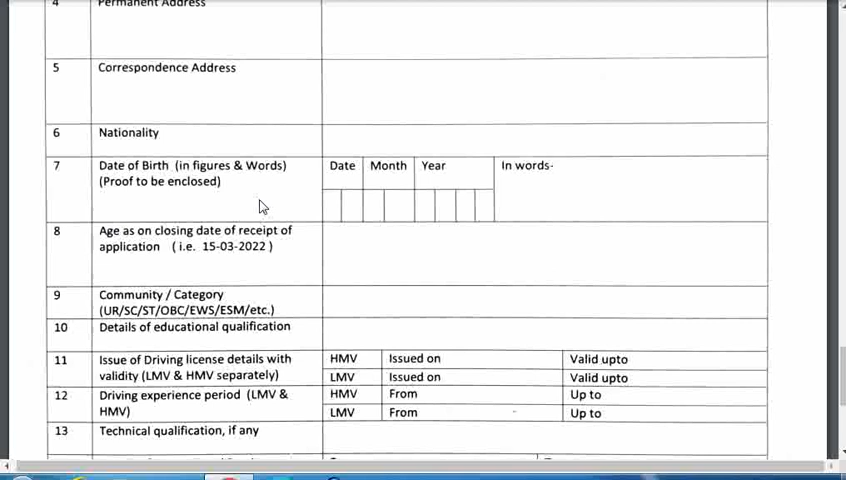 4 Permanent Address
5 Correspondence Address
6 Nationality
7 Date of Birth (in figures & Words) Date Month Year In words-
(Proof to be enclosed)
8 Age as on closing date of receipt of
application ( i.e. 15-03-2022 )
9 Community / Category
(UR/SC/ST/OBC/EWS/ESM/etc.)
10 Details of educational qualification
11 Issue of Driving license details with HMV Issued on Valid upto
validity (LMV & HMV separately) LMV Issued on Valid upto
12 Driving experience period (LMV & HMV From Up to
HMV) LMV From Up to
13 Technical qualification, if any